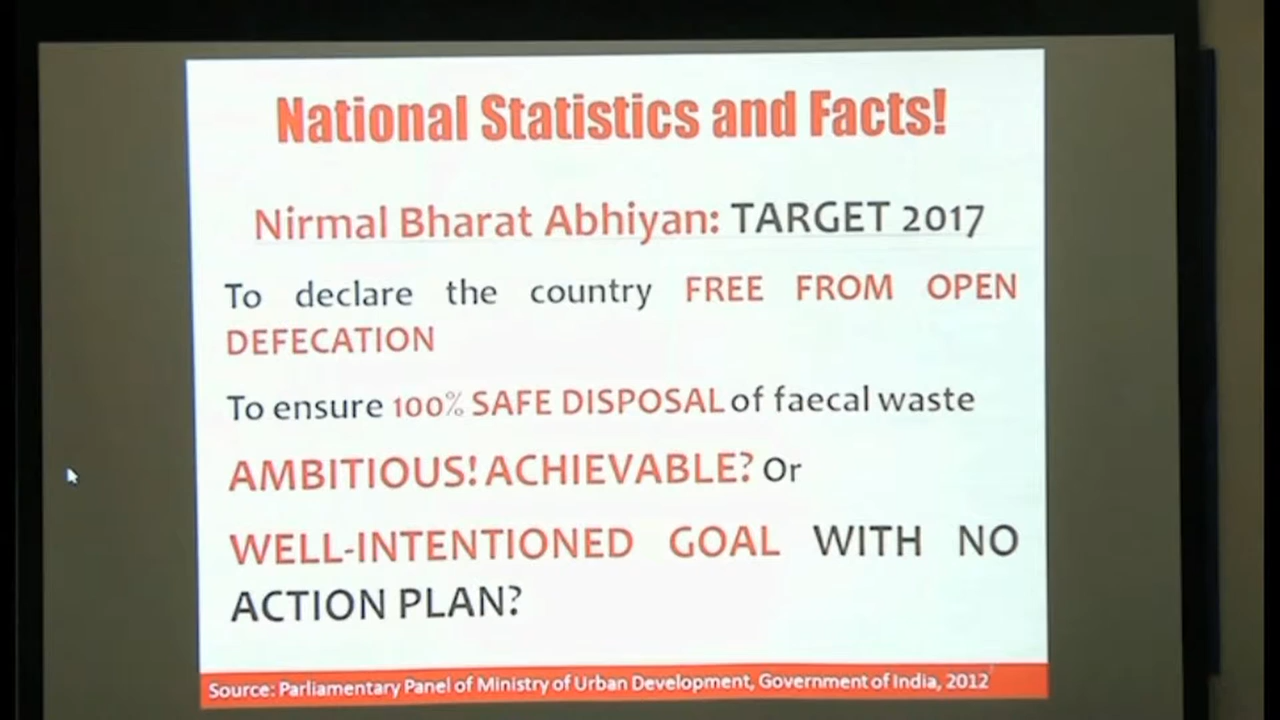 National Statistics and Facts!
Nirmal Bharat Abhiyan: TARGET 2017
To declare the country FREE FROM OPEN
DEFECATION
To ensure 100% SAFE DISPOSAL of faecal waste
AMBITIOUS! ACHIEVABLE? Or
WELL-INTENTIONED GOAL WITH NO
ACTION PLAN?
Source: Parliamentary Panel of Ministry of Urban Development, Government of India, 2012